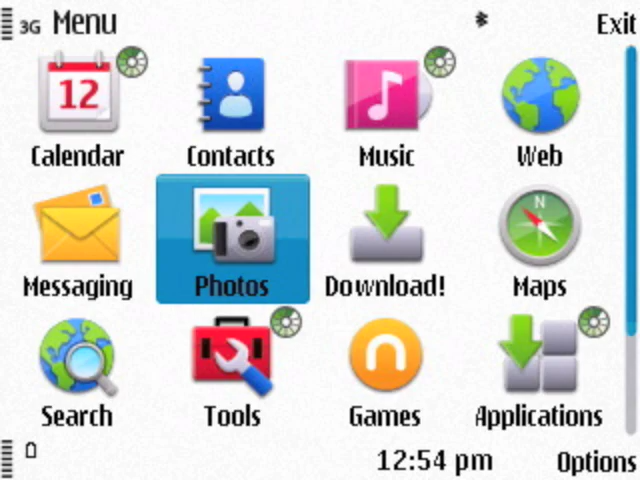 3G Menu Exit
12
Calendar Contacts Music Web
N
Messaging Photos Download! Maps
Search Tools Games Applications
12:54 pm Options